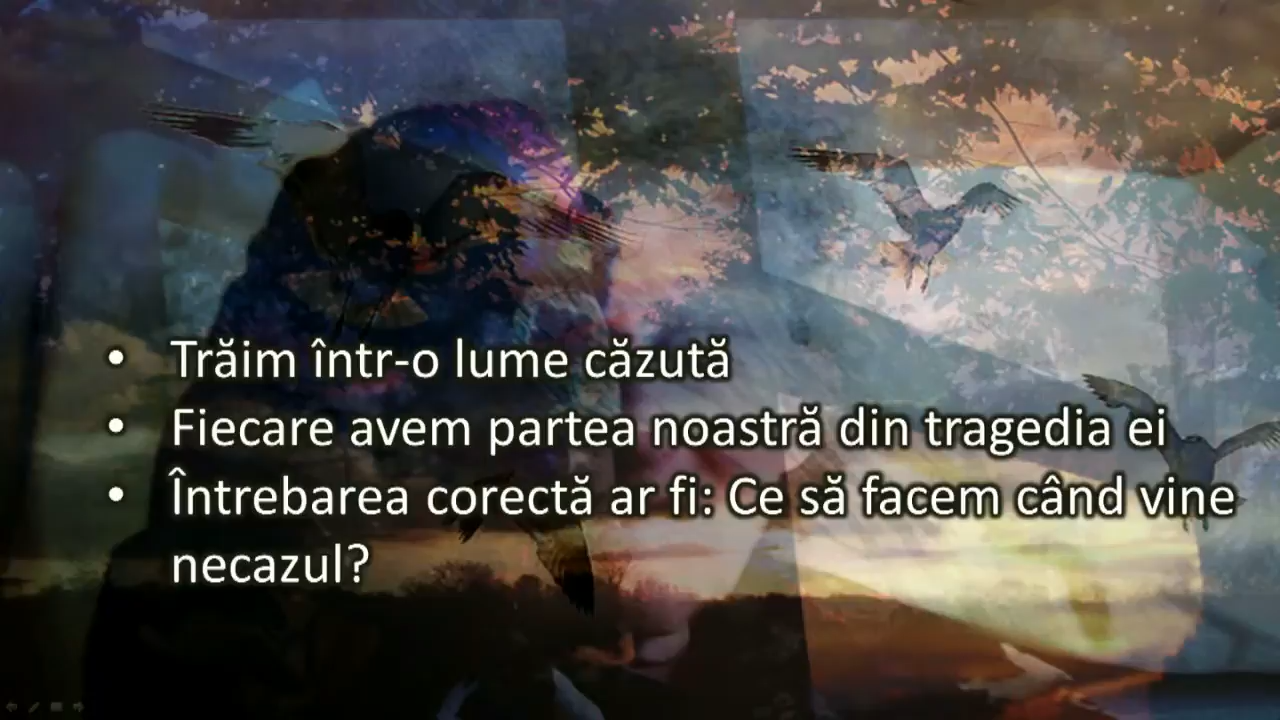 • Trăim într-o lume căzută
• Fiecare avem partea noastră din tragedia ei
• Întrebarea corectă ar fi: Ce să facem când vine
necazul?